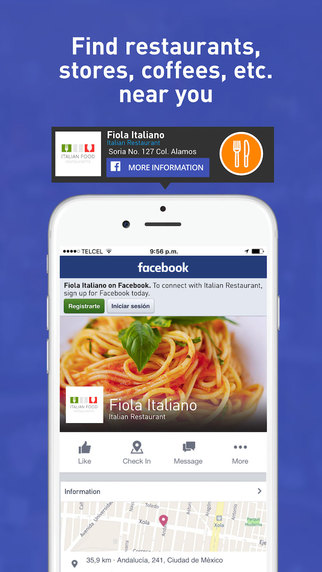 Find restaurants,
stores, coffees, etc.
near you
Fiola Italiano
Italian Restaurant
Soria No. 127 Col. Alamos
MORE INFORMATION
ITALIAN FOOD
TELCEL 9:56 p.m.
facebook
Fiola Italiano on Facebook. To connect with Italian Restaurant,
sign up for Facebook today.
Registrarte Iniciar sesión
ITALIAN FOOD
Fiola Italiano
Italian Restaurant
Like Check In Message More
Information
Xola
Xola
35,9 km · Andalucía, 241, Ciudad de México